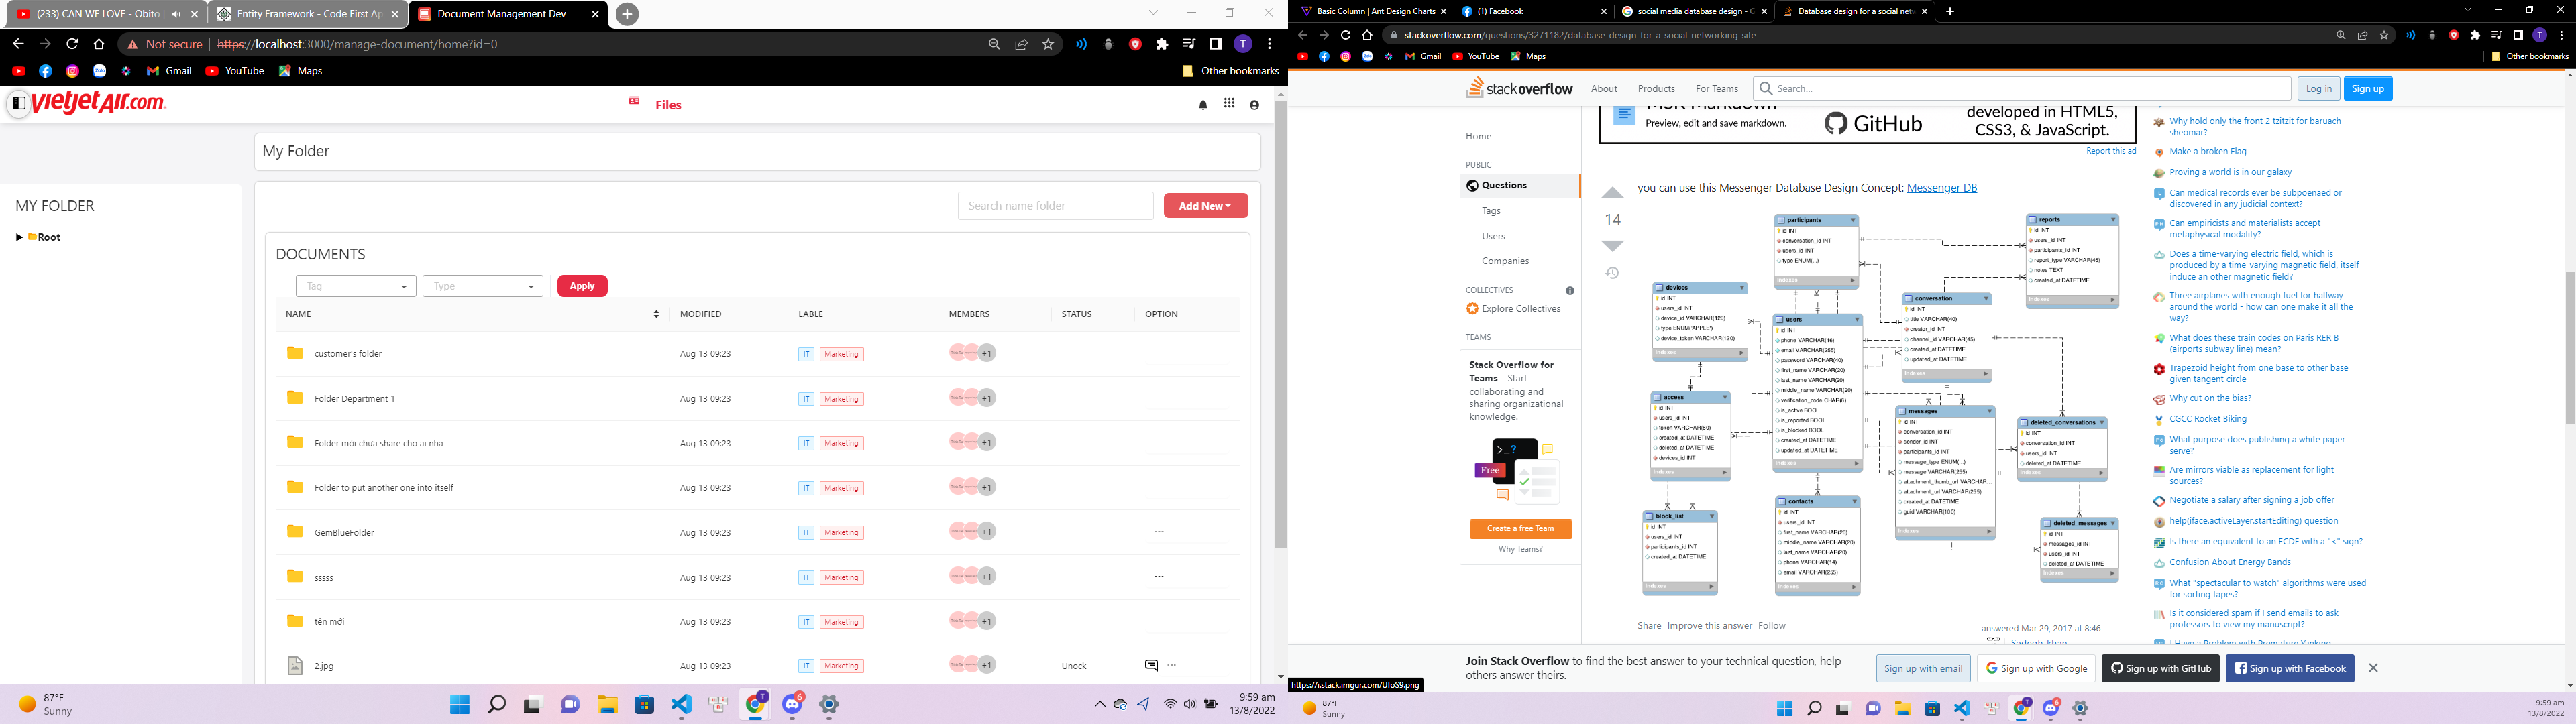 (233) CAN WE LOVE - Obito
Entity Framework - Code First Ap
Document Management Dev
Not secure | https://localhost:3000/manage-document/home?id=0
Gmail
YouTube
Maps
Other bookmarks
vietjetAir.com
Files
My Folder
MY FOLDER
Root
Search name folder
Add New
DOCUMENTS
Tag
Type
Apply
NAME MODIFIED LABLE MEMBERS STATUS OPTION
customer's folder Aug 13 09:23 IT Marketing +1 ...
Folder Department 1 Aug 13 09:23 IT Marketing +1 ...
Folder mới chưa share cho ai nha Aug 13 09:23 IT Marketing +1 ...
Folder to put another one into itself Aug 13 09:23 IT Marketing +1 ...
GemBlueFolder Aug 13 09:23 IT Marketing +1 ...
sssss Aug 13 09:23 IT Marketing +1 ...
tên mới Aug 13 09:23 IT Marketing +1 ...
2.jpg Aug 13 09:23 IT Marketing +1 Unock ...
87°F
Sunny
T
6
9:59 am
13/8/2022
Basic Column | Ant Design Charts
(1) Facebook
social media database design - G
Database design for a social netw
stackoverflow.com/questions/3271182/database-design-for-a-social-networking-site
Gmail
YouTube
Maps
Other bookmarks
stackoverflow
About
Products
For Teams
Search...
Log in
Sign up
Home
PUBLIC
Questions
Tags
Users
Companies
COLLECTIVES
Explore Collectives
TEAMS
Stack Overflow for
Teams – Start
collaborating and
sharing organizational
knowledge.
>_?
Free
Create a free Team
Why Teams?
Preview, edit and save markdown.
GitHub
developed in HTML5,
CSS3, & JavaScript.
Report this ad
14
you can use this Messenger Database Design Concept: Messenger DB
participants
id INT
conversation_id INT
users_id INT
type ENUM(...)
Indexes
reports
id INT
users_id INT
participants_id INT
report_type VARCHAR(45)
notes TEXT
created_at DATETIME
Indexes
devices
id INT
users_id INT
device_id VARCHAR(120)
type ENUM('APPLE')
device_token VARCHAR(120)
Indexes
users
id INT
phone VARCHAR(16)
email VARCHAR(255)
password VARCHAR(40)
first_name VARCHAR(20)
last_name VARCHAR(20)
middle_name VARCHAR(20)
verification_code CHAR(8)
is_active BOOL
is_reported BOOL
is_blocked BOOL
created_at DATETIME
updated_at DATETIME
Indexes
conversation
id INT
title VARCHAR(40)
creator_id INT
channel_id VARCHAR(45)
created_at DATETIME
updated_at DATETIME
Indexes
access
id INT
users_id INT
token VARCHAR(60)
created_at DATETIME
deleted_at DATETIME
devices_id INT
Indexes
messages
id INT
conversation_id INT
sender_id INT
participants_id INT
message_type ENUM(...)
message VARCHAR(255)
attachment_thumb_url VARCHAR...
attachment_url VARCHAR(255)
created_at DATETIME
guid VARCHAR(100)
Indexes
deleted_conversations
id INT
conversation_id INT
users_id INT
deleted_at DATETIME
Indexes
block_list
id INT
users_id INT
participants_id INT
created_at DATETIME
Indexes
contacts
id INT
users_id INT
first_name VARCHAR(20)
middle_name VARCHAR(20)
last_name VARCHAR(20)
phone VARCHAR(14)
email VARCHAR(255)
Indexes
deleted_messages
id INT
messages_id INT
users_id INT
deleted_at DATETIME
Indexes
Share Improve this answer Follow
answered Mar 29, 2017 at 8:46
Sadegh-khan
Why hold only the front 2 tzitzit for baruach
sheomar?
Make a broken Flag
Proving a world is in our galaxy
Can medical records ever be subpoenaed or
discovered in any judicial context?
Can empiricists and materialists accept
metaphysical modality?
Does a time-varying electric field, which is
produced by a time-varying magnetic field, itself
induce an other magnetic field?
Three airplanes with enough fuel for halfway
around the world - how can one make it all the
way?
What does these train codes on Paris RER B
(airports subway line) mean?
Trapezoid height from one base to other base
given tangent circle
Why cut on the bias?
CGCC Rocket Biking
What purpose does publishing a white paper
serve?
Are mirrors viable as replacement for light
sources?
Negotiate a salary after signing a job offer
help(iface.activeLayer.startEditing) question
Is there an equivalent to an ECDF with a "<" sign?
Confusion About Energy Bands
What "spectacular to watch" algorithms were used
for sorting tapes?
Is it considered spam if I send emails to ask
professors to view my manuscript?
I Have a Problem with Premature Yanking
Join Stack Overflow to find the best answer to your technical question, help
others answer theirs.
Sign up with email
Sign up with Google
Sign up with GitHub
Sign up with Facebook
https://i.stack.imgur.com/UfoS9.png
87°F
Sunny
9:59 am
13/8/2022